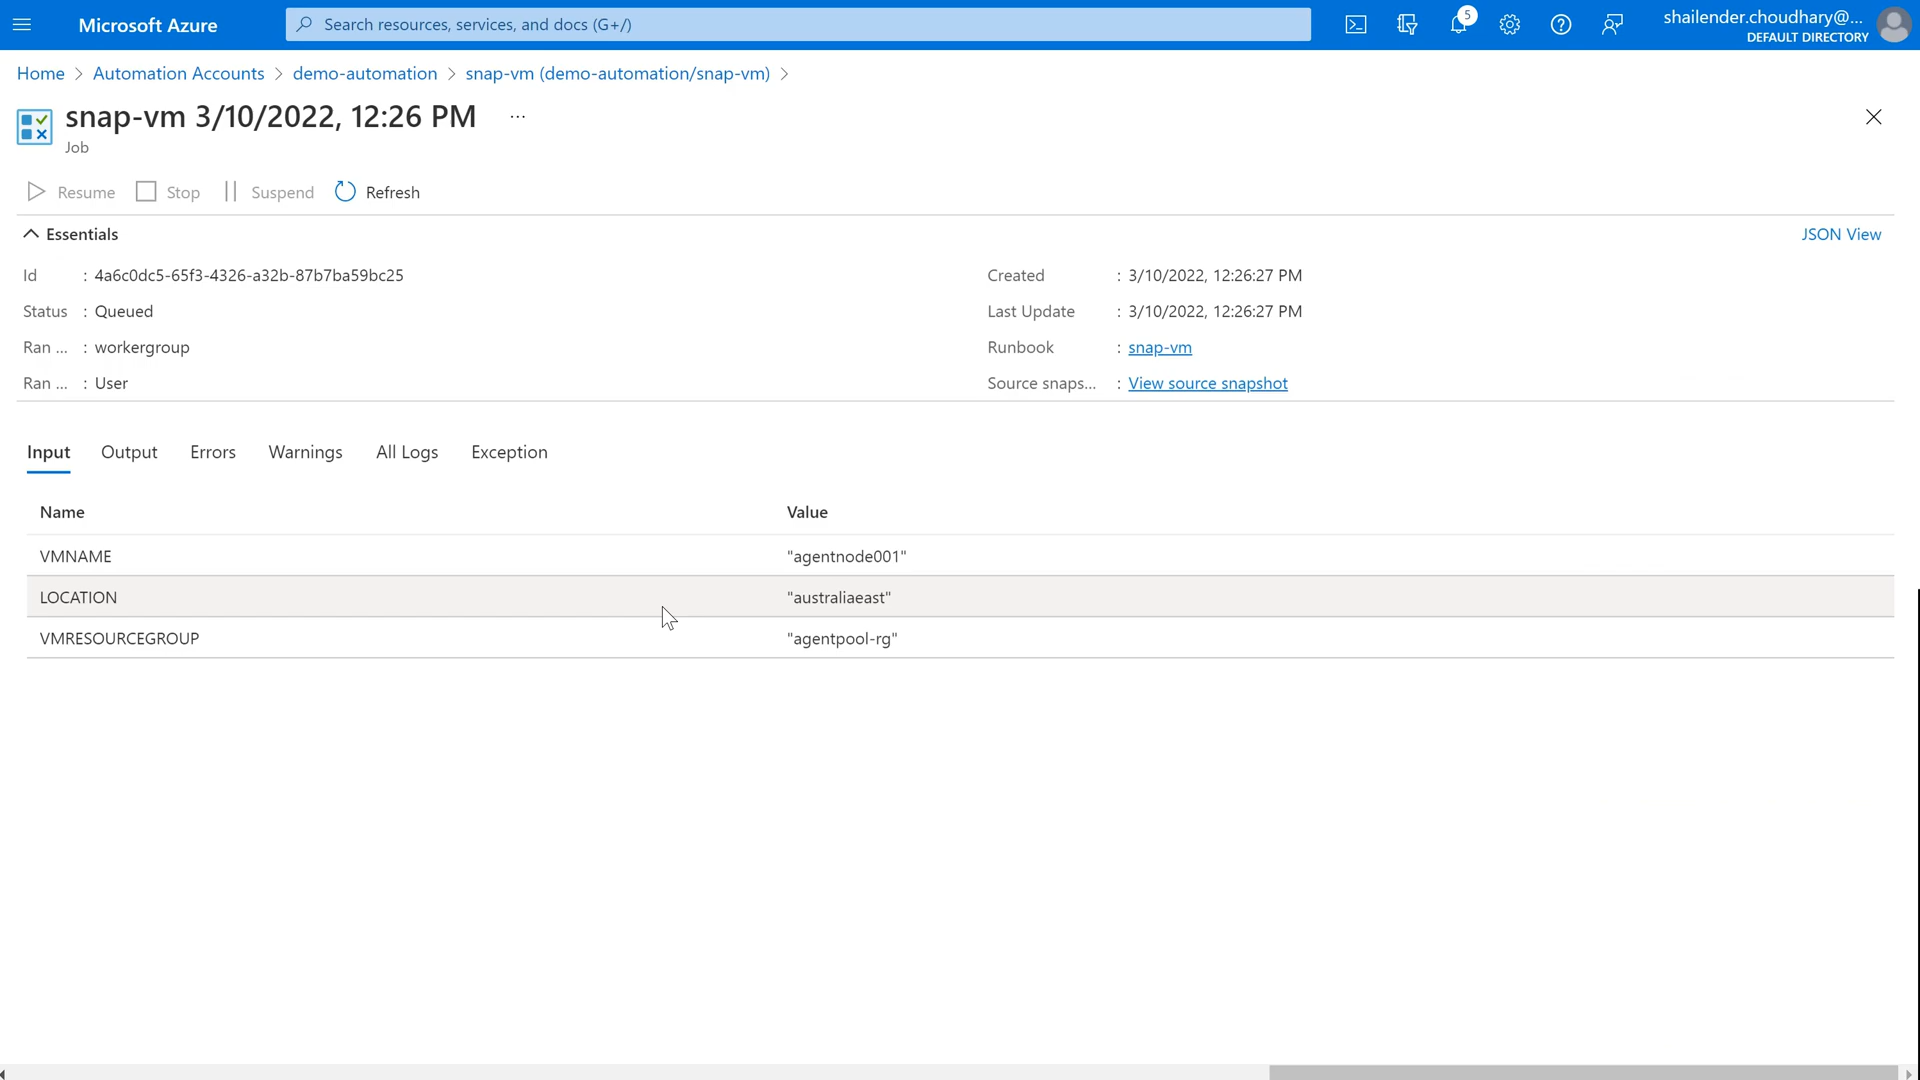 Microsoft Azure
Search resources, services, and docs (G+/)
5
shailender.choudhary@...
DEFAULT DIRECTORY
Home > Automation Accounts > demo-automation > snap-vm (demo-automation/snap-vm) >
snap-vm 3/10/2022, 12:26 PM ...
Job
Resume Stop Suspend Refresh
Essentials JSON View
Id : 4a6c0dc5-65f3-4326-a32b-87b7ba59bc25 Created : 3/10/2022, 12:26:27 PM
Status : Queued Last Update : 3/10/2022, 12:26:27 PM
Ran ... : workergroup Runbook : snap-vm
Ran ... : User Source snaps... : View source snapshot
Input Output Errors Warnings All Logs Exception
Name Value
VMNAME "agentnode001"
LOCATION "australiaeast"
VMRESOURCEGROUP "agentpool-rg"